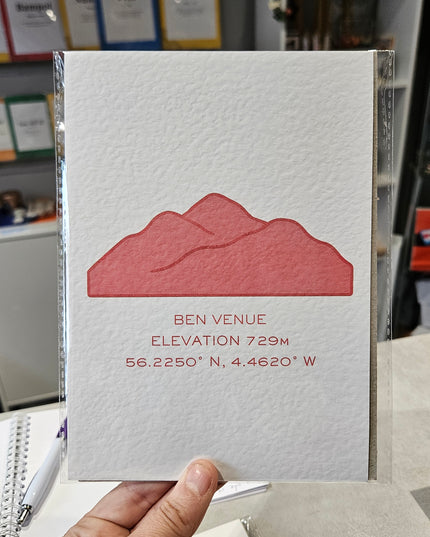 BEN VENUE
ELEVATION 729M
56.2250° N, 4.4620° W